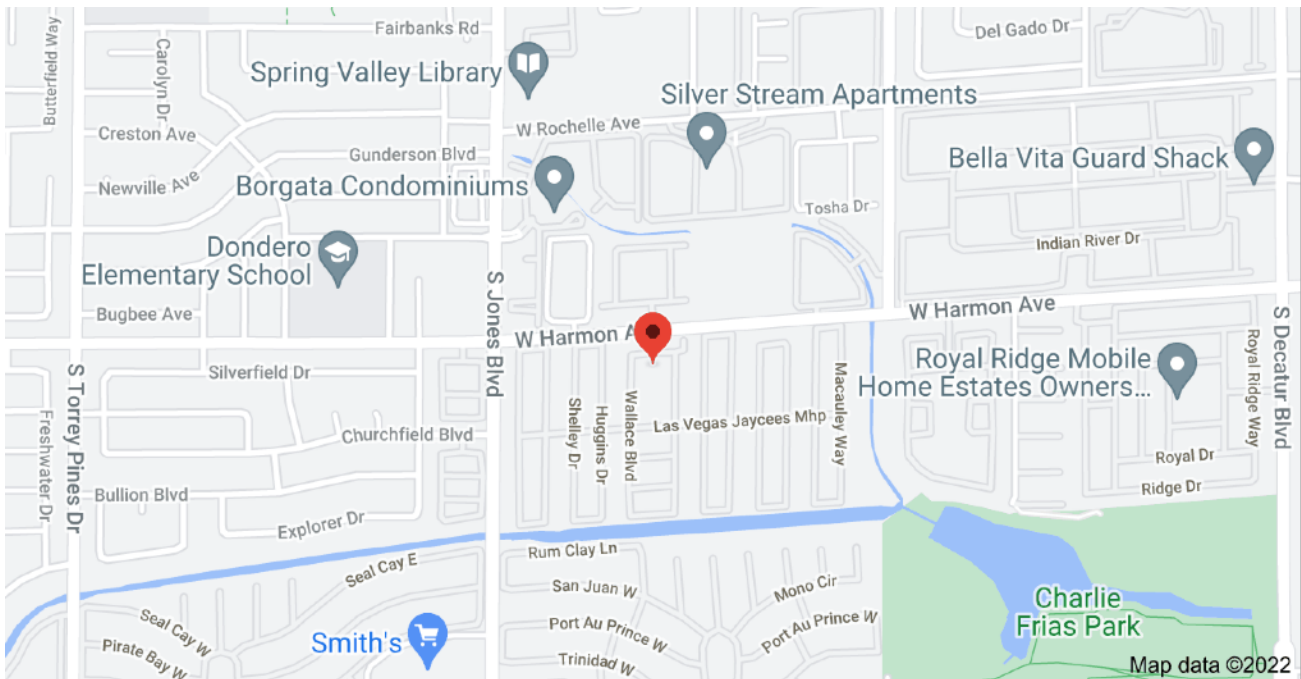 Fairbanks Rd
Del Gado Dr
Butterfield Way
Carolyn Dr
Spring Valley Library
Silver Stream Apartments
W Rochelle Ave
Creston Ave
Gunderson Blvd
Bella Vita Guard Shack
Newville Ave
Borgata Condominiums
Tosha Dr
Dondero
Elementary School
Indian River Dr
S Jones Blvd
Bugbee Ave
W Harmon A
W Harmon Ave
S Decatur Blvd
Royal Ridge Way
Silverfield Dr
S Torrey Pines Dr
Royal Ridge Mobile
Home Estates Owners...
Freshwater Dr
Shelley Dr
Huggins Dr
Wallace Blvd
Las Vegas Jaycees Mhp
Macauley Way
Churchfield Blvd
Royal Dr
Bullion Blvd
Ridge Dr
Explorer Dr
Rum Clay Ln
Seal Cay E
San Juan W
Mono Cir
Seal Cay W
Charlie
Frias Park
Port Au Prince W
Port Au Prince W
Smith's
Pirate Bay W
Trinidad W
Map data ©2022